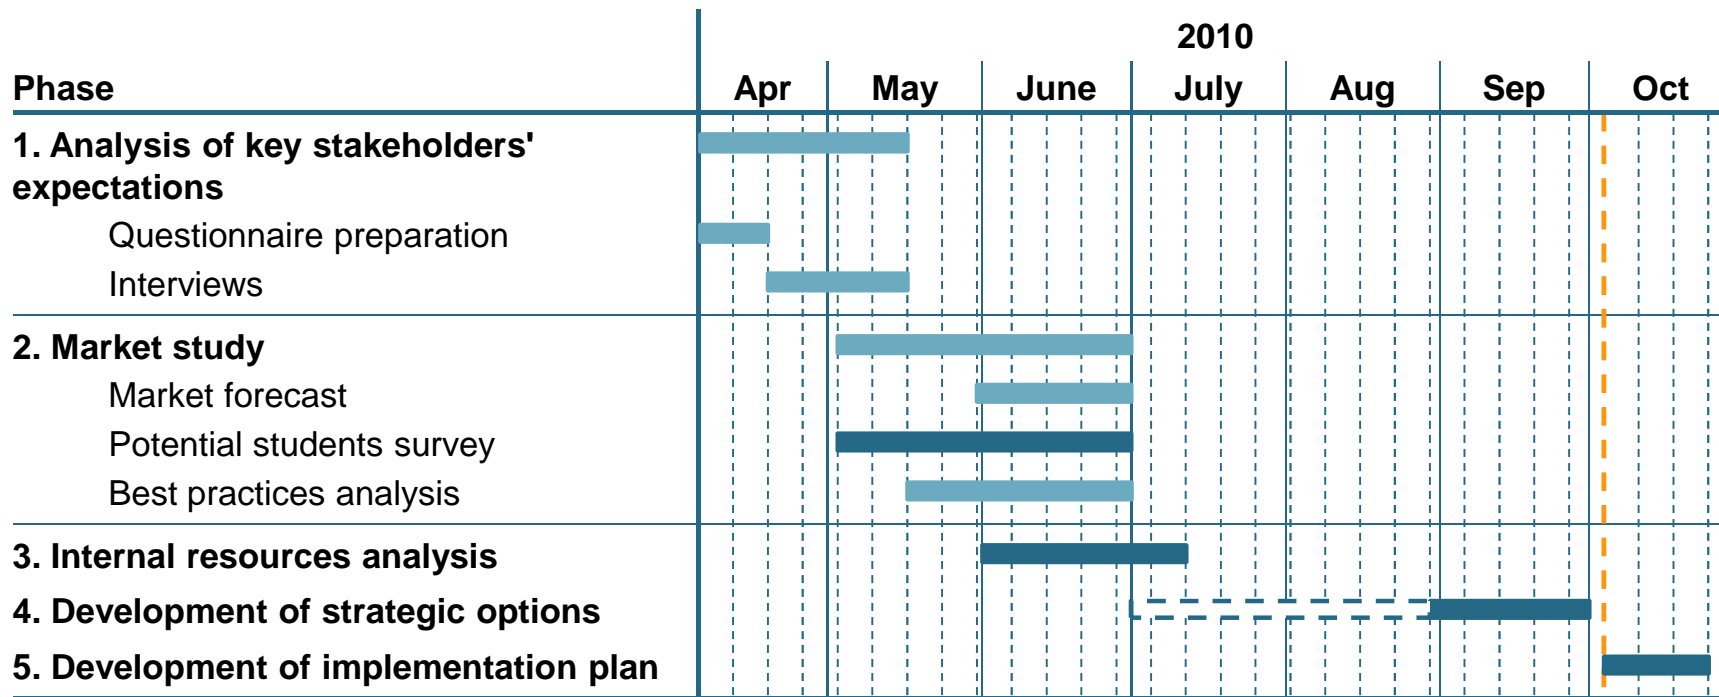 2010
Phase Apr May June July Aug Sep Oct
1. Analysis of key stakeholders'
expectations
Questionnaire preparation
Interviews
2. Market study
Market forecast
Potential students survey
Best practices analysis
3. Internal resources analysis
4. Development of strategic options
5. Development of implementation plan